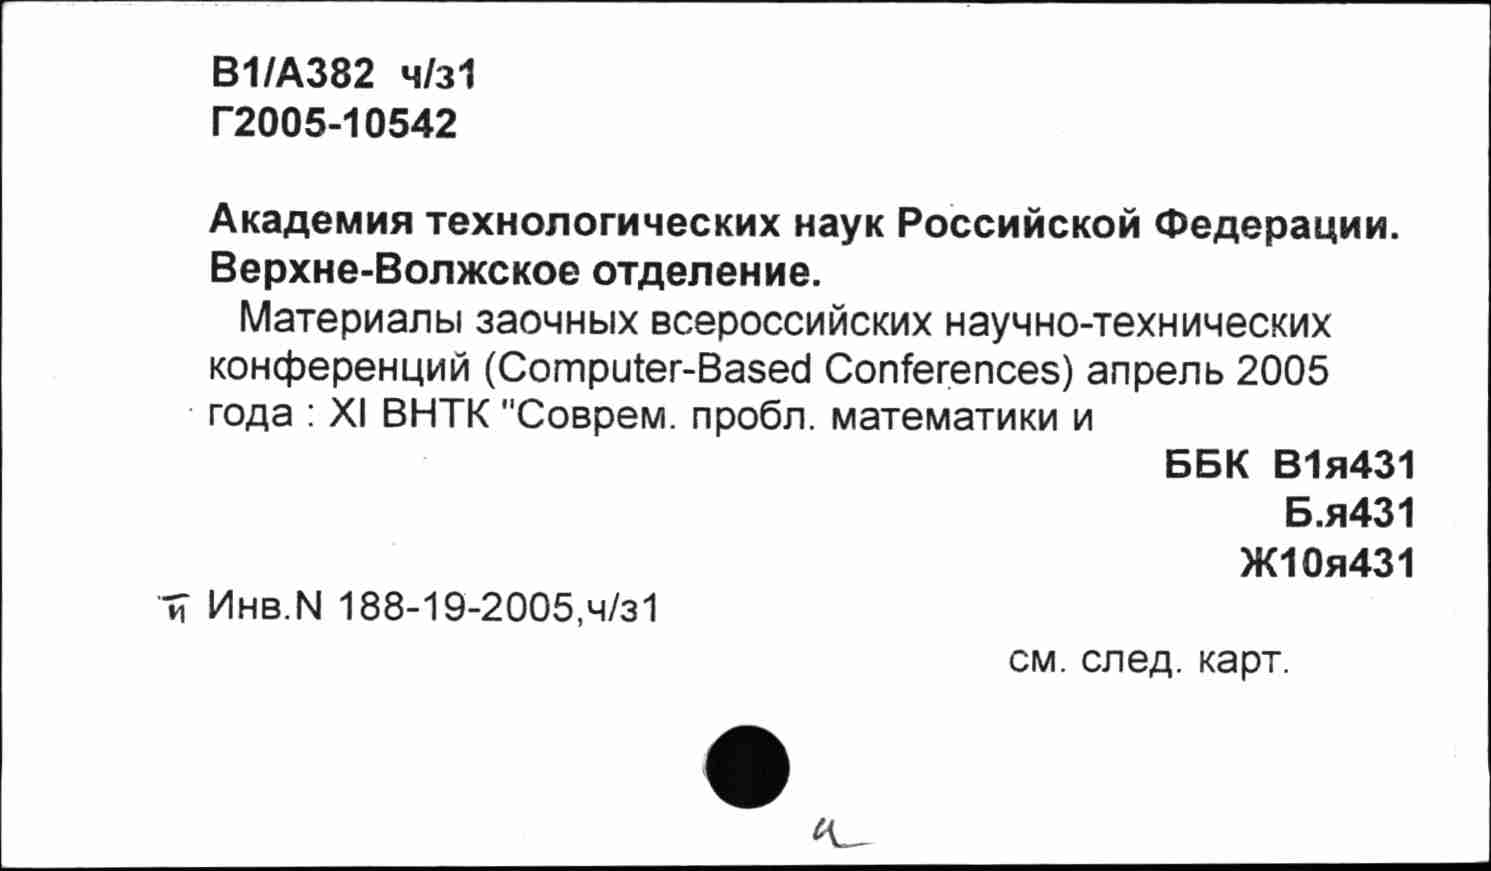 В1/А382 ч/з1
Г2005-10542
Академия технологических наук Российской Федерации.
Верхне-Волжское отделение.
Материалы заочных всероссийских научно-технических
конференций (Computer-Based Conferences) апрель 2005
года : XI ВНТК "Соврем. пробл. математики и
ББК В1я431
Б.я431
Ж10я431
и Инв.N 188-19-2005,ч/з1
см. след. карт.
и